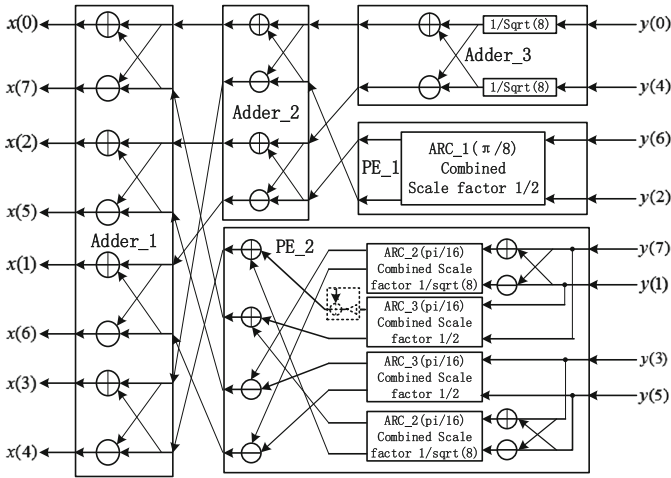 x(0)
x(7)
x(2)
x(5)
x(1)
x(6)
x(3)
x(4)
Adder_1
Adder_2
Adder_3
1/Sqrt(8)
1/Sqrt(8)
y(0)
y(4)
PE_1
ARC_1(π/8)
Combined
Scale factor 1/2
y(6)
y(2)
PE_2
ARC_2(pi/16)
Combined Scale
factor 1/sqrt(8)
ARC_3(pi/16)
Combined Scale
factor 1/2
ARC_3(pi/16)
Combined Scale
factor 1/2
ARC_2(pi/16)
Combined Scale
factor 1/sqrt(8)
y(7)
y(1)
y(3)
y(5)